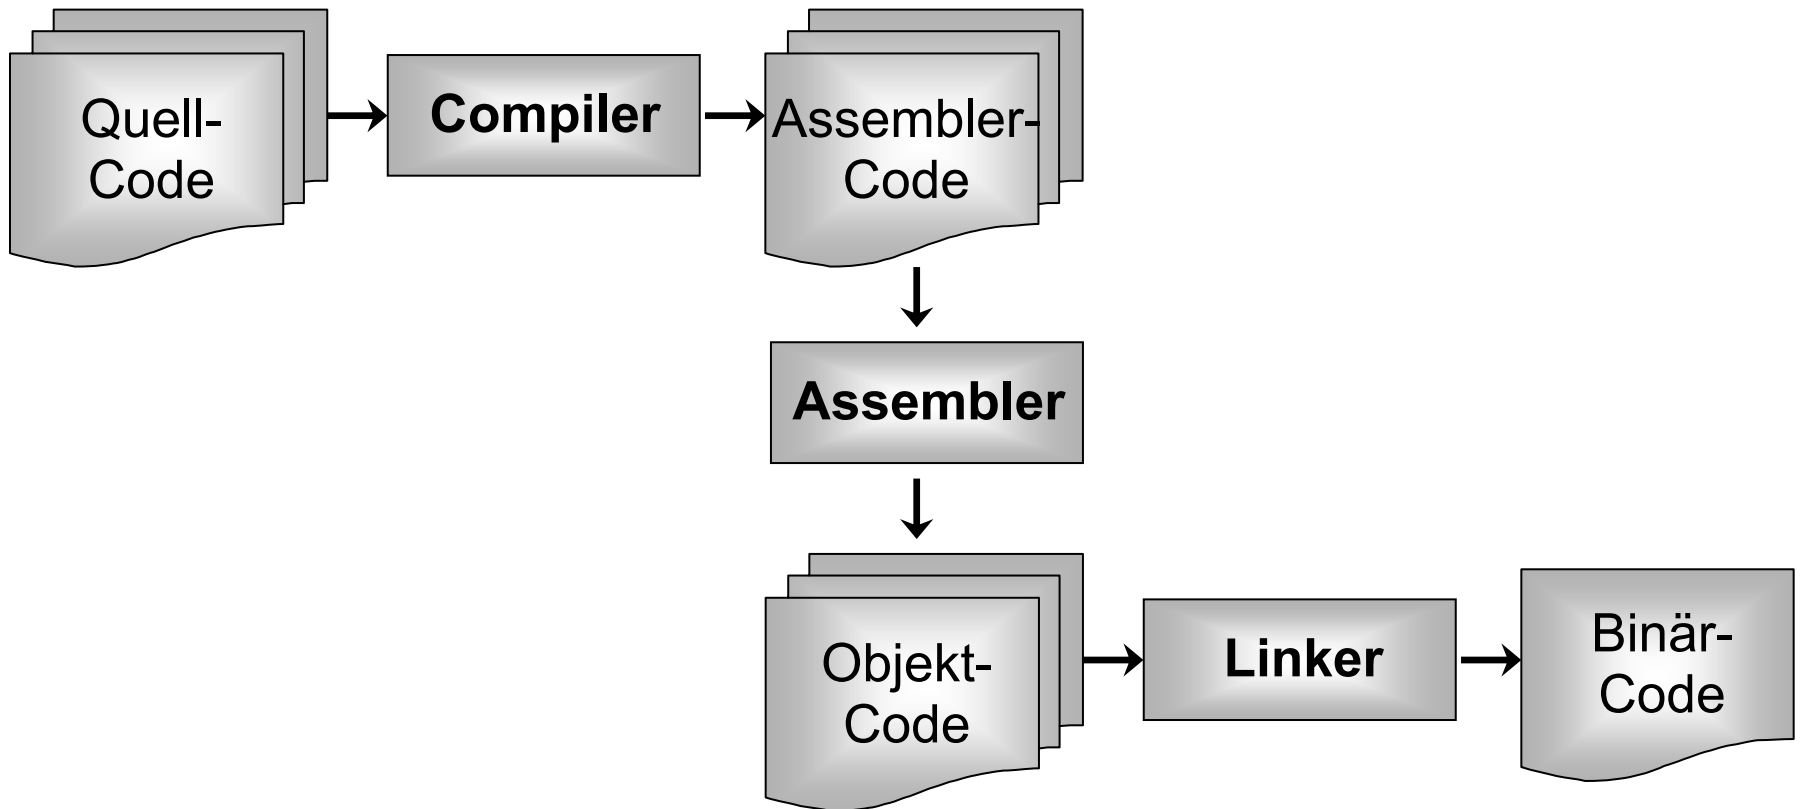 Quell-
Code
Compiler
Assembler-
Code
Assembler
Objekt-
Code
Linker
Binär-
Code